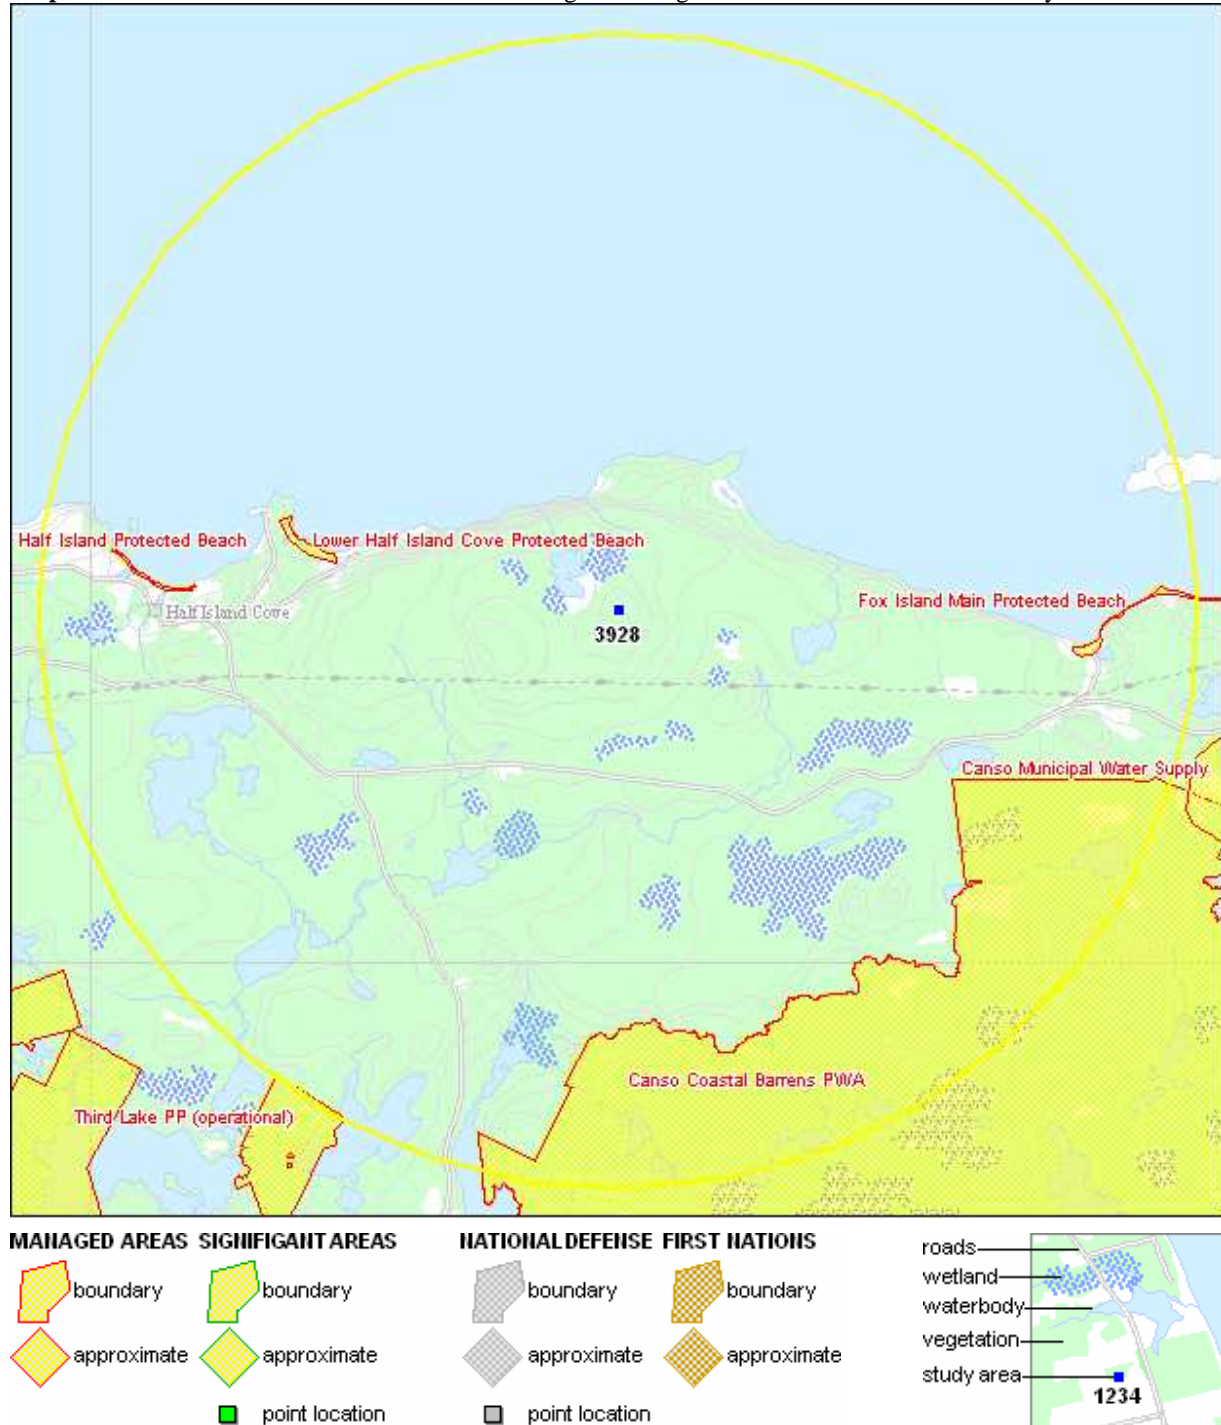 Half Island Protected Beach
Lower Half Island Cove Protected Beach
Half Island Cove
Fox Island Main Protected Beach
3928
Canso Municipal Water Supply
Canso Coastal Barrens PWA
Third Lake PP (operational)
MANAGED AREAS
boundary
approximate
SIGNIFIGANT AREAS
boundary
approximate
point location
NATIONAL DEFENSE
boundary
approximate
point location
FIRST NATIONS
boundary
approximate
roads
wetland
waterbody
vegetation
study area
1234